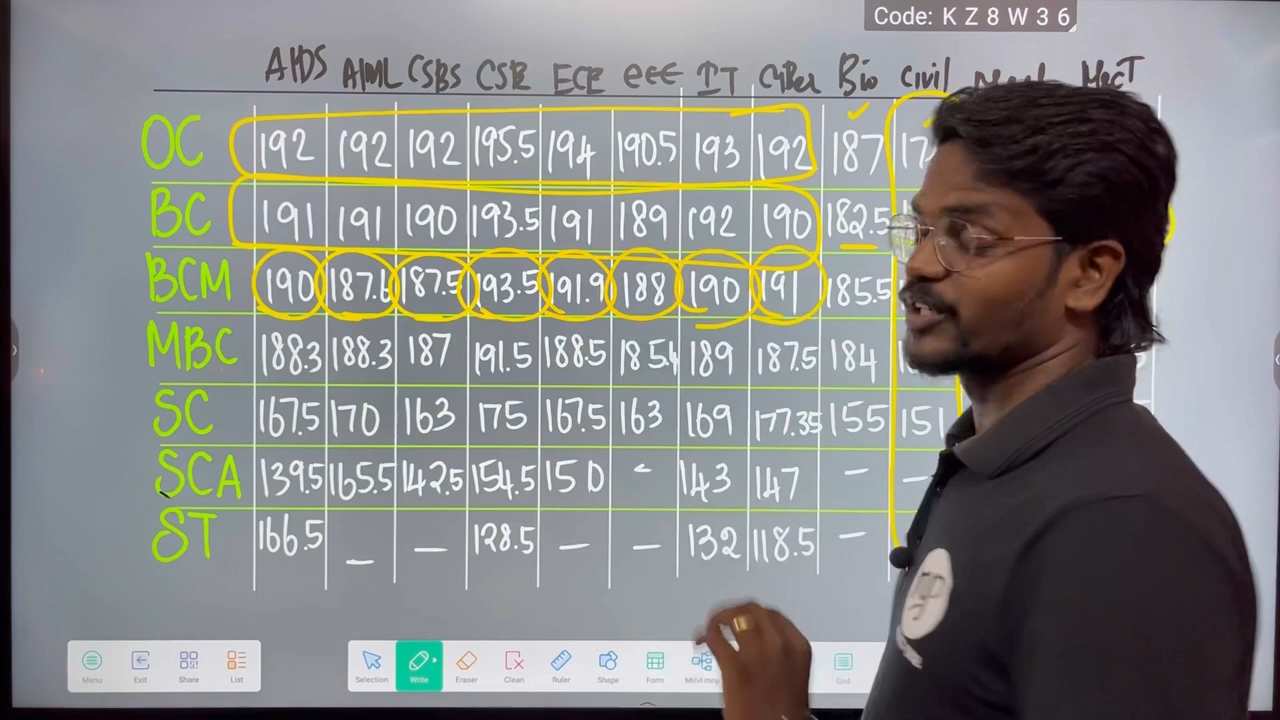 Code: K Z 8 W 3 6
AIDS AIML CSBS CSE ECE eee IT Cyber Bio Civil MecT
OC 192 192 192 195.5 194 190.5 193 192 187
BC 191 191 190 193.5 191 189 192 190 182.5
BCM 190 187.6 187.5 193.5 191.9 188 190 191 185.5
MBC 188.3 188.3 187 191.5 188.5 185.4 189 187.5 184
SC 167.5 170 163 175 167.5 163 169 177.35 155 151
SCA 139.5 165.5 142.5 154.5 150 - 143 147 - -
ST 166.5 - - 128.5 - - 132 118.5 -
Menu Exit Share List Selection Write Eraser Clean Ruler Shape Form